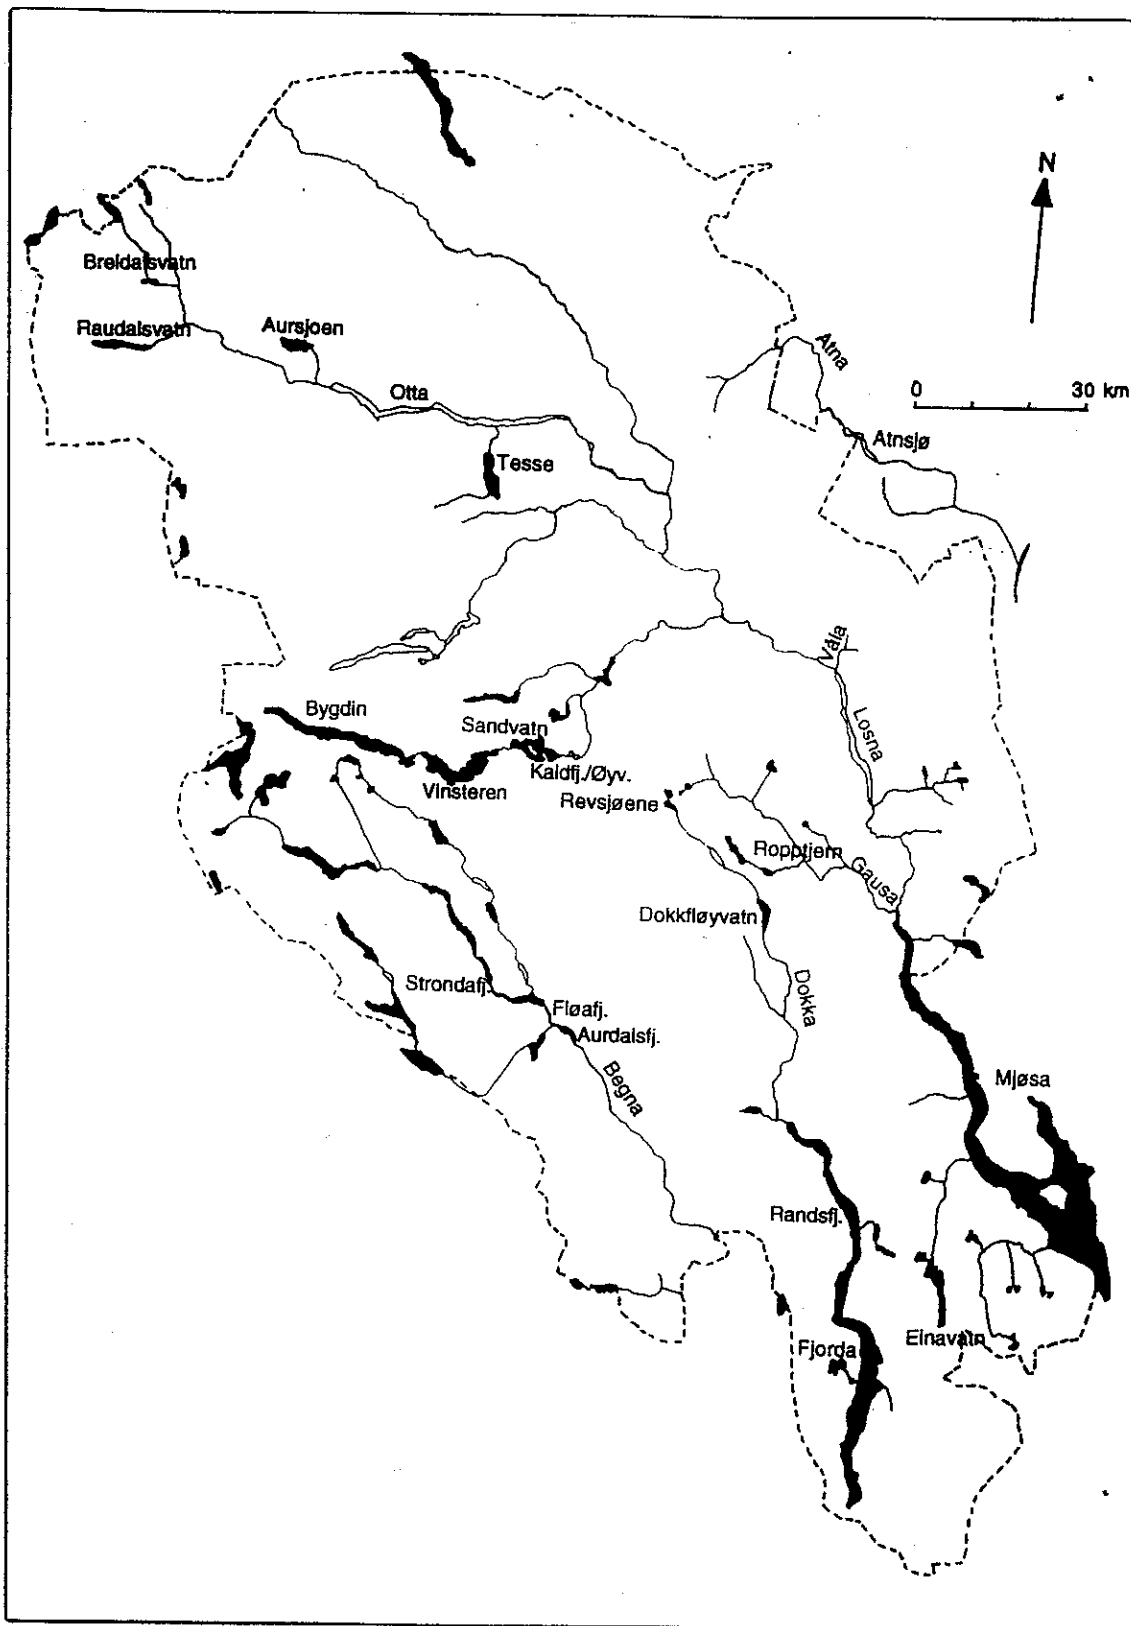 N
Breidalsvatn
Raudalsvatn
Aursjoen
Otta
Atna
0 30 km
Atnsjø
Tesse
Våla
Losna
Bygdin
Sandvatn
Kaldfj./Øyv.
Vinsteren
Revsjøene
Ropptjern
Gausa
Dokkfløyvatn
Strondafj.
Dokka
Fløafj.
Aurdalsfj.
Begna
Mjøsa
Randsfj.
Einavatn
Fjorda